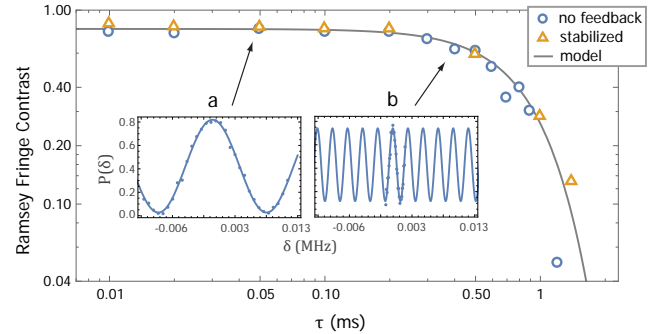 1.00
0.40
0.20
0.10
0.04
Ramsey Fringe Contrast
no feedback
stabilized
model
a
b
0.8
0.6
0.4
0.2
0.0
P(δ)
-0.006
0.003
0.013
-0.006
0.003
0.013
δ (MHz)
0.01
0.05
0.10
0.50
1
τ (ms)